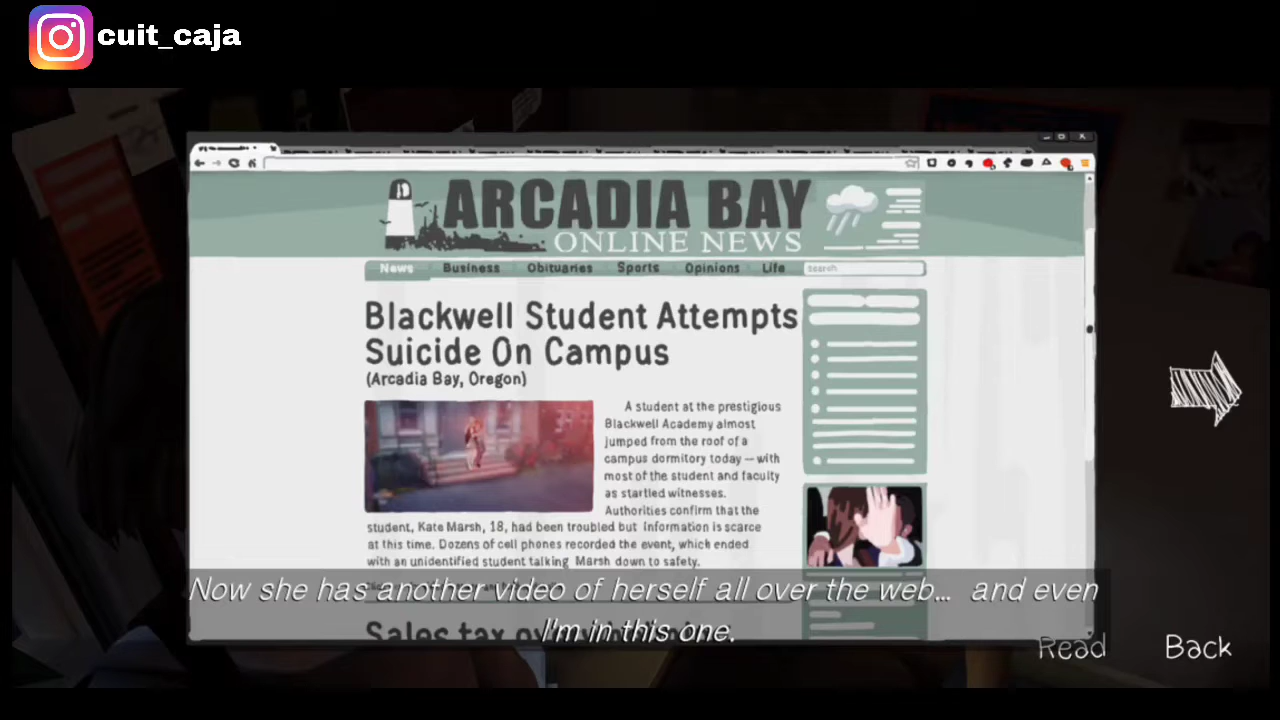 cuit_caja
ARCADIA BAY
ONLINE NEWS
News Business Obituaries Sports Opinions Life search
Blackwell Student Attempts
Suicide On Campus
(Arcadia Bay, Oregon)
A student at the prestigious
Blackwell Academy almost
jumped from the roof of a
campus dormitory today — with
most of the student and faculty
as startled witnesses.
Authorities confirm that the
student, Kate Marsh, 18, had been troubled but information is scarce
at this time. Dozens of cell phones recorded the event, which ended
with an unidentified student talking Marsh down to safety.
Now she has another video of herself all over the web... and even
I'm in this one.
Sales tax
Read Back